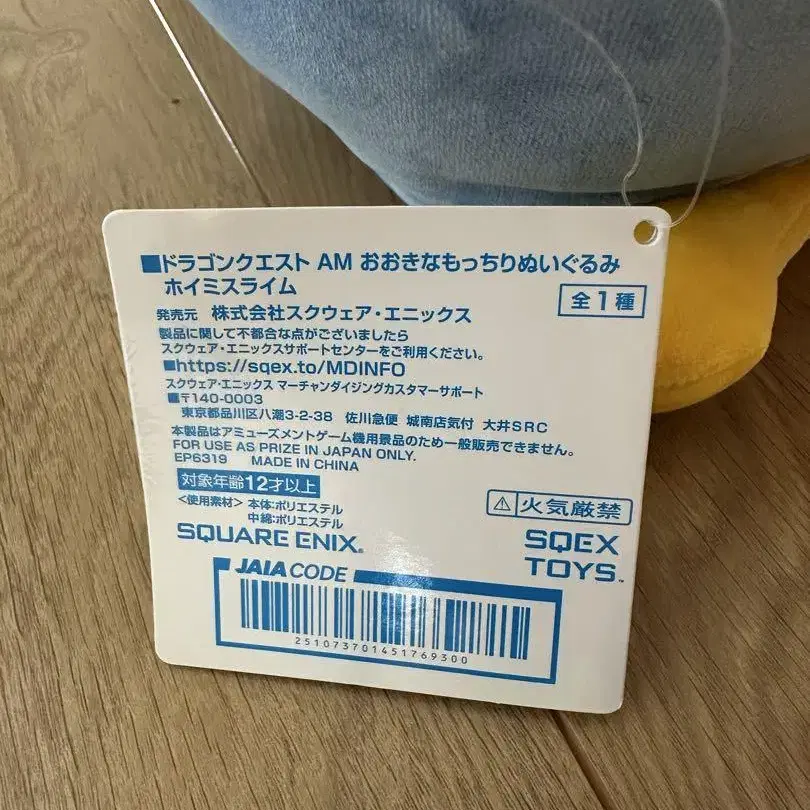 ■ドラゴンクエスト AM おおきなもっちりぬいぐるみ
ホイミスライム
全1種
発売元 株式会社スクウェア・エニックス
製品に関して不都合な点がございましたら
スクウェア・エニックスサポートセンターをご利用ください。
■https://sqex.to/MDINFO
スクウェア・エニックス マーチャンダイジングカスタマーサポート
■〒140-0003
東京都品川区八潮3-2-38 佐川急便 城南店気付 大井SRC
本製品はアミューズメントゲーム機用景品のため一般販売できません。
FOR USE AS PRIZE IN JAPAN ONLY.
EP6319 MADE IN CHINA
対象年齢12才以上
<使用素材> 本体:ポリエステル
中綿:ポリエステル
⚠火気厳禁
SQUARE ENIX®
SQEX
TOYS™
JAIA CODE
251073701451769300